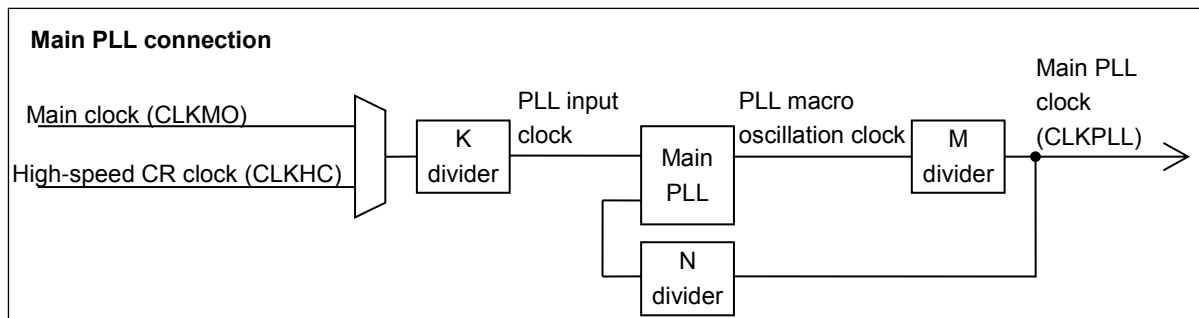 Main PLL connection
Main clock (CLKMO)
High-speed CR clock (CLKHC)
K
divider
PLL input
clock
Main
PLL
PLL macro
oscillation clock
M
divider
Main PLL
clock
(CLKPLL)
N
divider